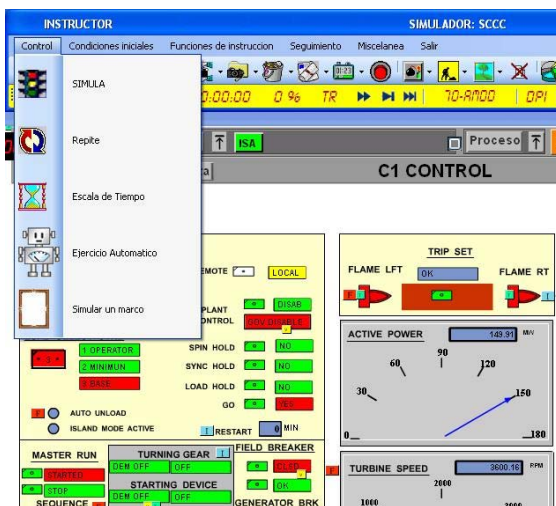 INSTRUCTOR SIMULADOR: SCCC
Control Condiciones iniciales Funciones de instruccion Seguimiento Miscelanea Salir
SIMULA
Repite
Escala de Tiempo
Ejercicio Automatico
Simular un marco
0:00:00 0 % TR 70-AMOD OPI
ISA Proceso
C1 CONTROL
TRIP SET
FLAME LFT OK FLAME RT
F I I
EMOTE LOCAL
PLANT DISAB
ONTROL GOV DISABLE
SPIN HOLD NO
SYNC HOLD NO
LOAD HOLD NO
GO YES
1 OPERATOR
2 MINIMUN
3 BASE
F AUTO UNLOAD
ISLAND MODE ACTIVE
I RESTART 0 MIN
ACTIVE POWER 149.91 MW
0 30 60 90 120 150 180
MASTER RUN
STARTED
STOP
SEQUENCE
TURNING GEAR I
DEM OFF OFF
STARTING DEVICE
DEM OFF OFF
FIELD BREAKER
CLSD
OK
GENERATOR BRK
F TURBINE SPEED 3600.16 RPM
1000 2000 3000